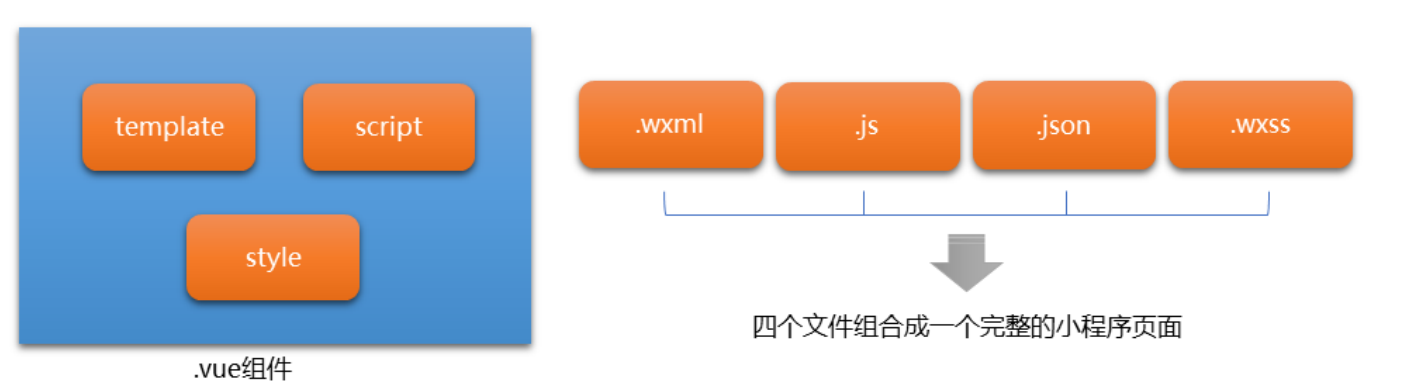 template
script
style
.vue组件
.wxml
.js
.json
.wxss
四个文件组合成一个完整的小程序页面